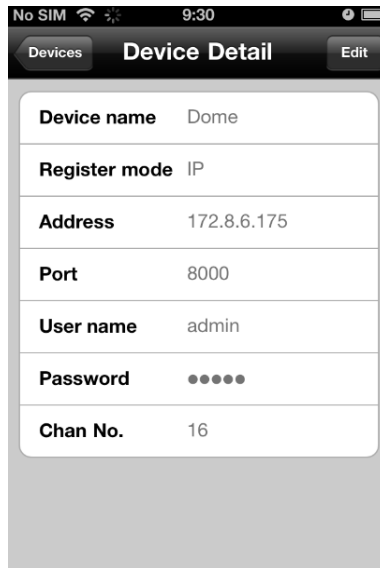 No SIM 9:30
Devices Device Detail Edit
Device name Dome
Register mode IP
Address 172.8.6.175
Port 8000
User name admin
Password ●●●●●
Chan No. 16